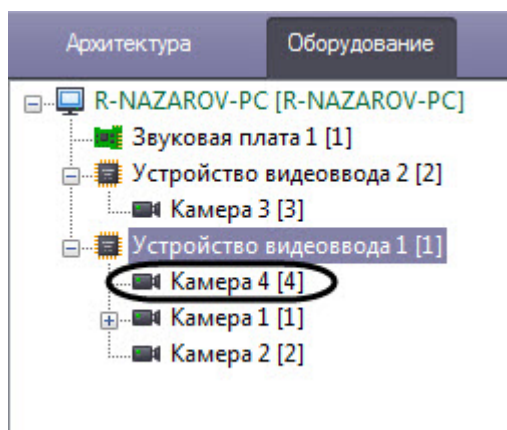 Архитектура Оборудование
R-NAZAROV-PC [R-NAZAROV-PC]
Звуковая плата 1 [1]
Устройство видеоввода 2 [2]
Камера 3 [3]
Устройство видеоввода 1 [1]
Камера 4 [4]
Камера 1 [1]
Камера 2 [2]